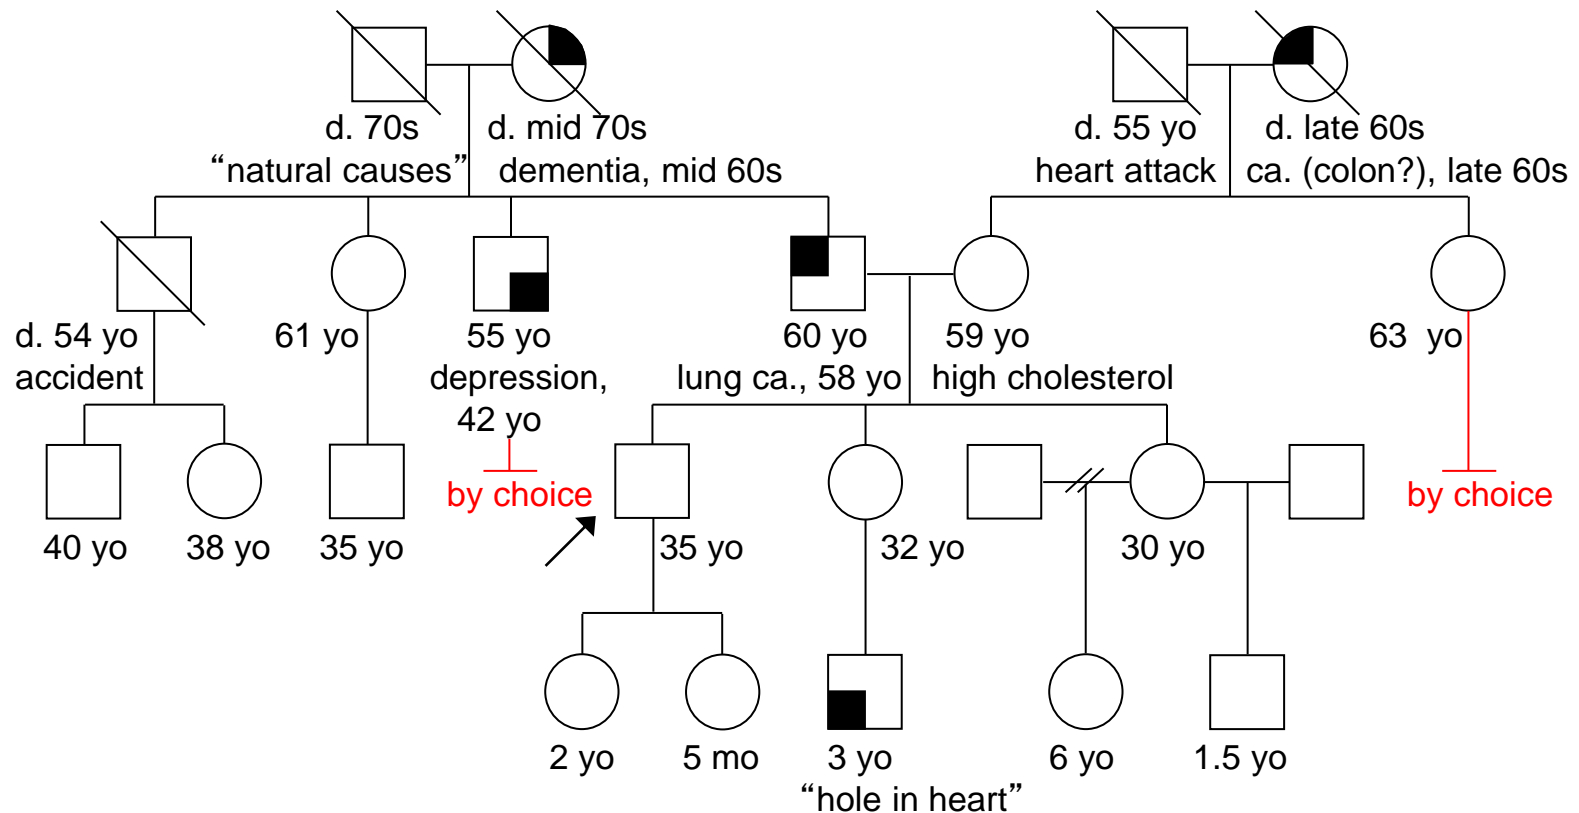 d. 70s d. mid 70s d. 55 yo d. late 60s
“natural causes” dementia, mid 60s heart attack ca. (colon?), late 60s
d. 54 yo 61 yo 55 yo 60 yo 59 yo 63 yo
accident depression, lung ca., 58 yo high cholesterol
42 yo
by choice by choice
40 yo 38 yo 35 yo 35 yo 32 yo 30 yo
2 yo 5 mo 3 yo 6 yo 1.5 yo
“hole in heart”